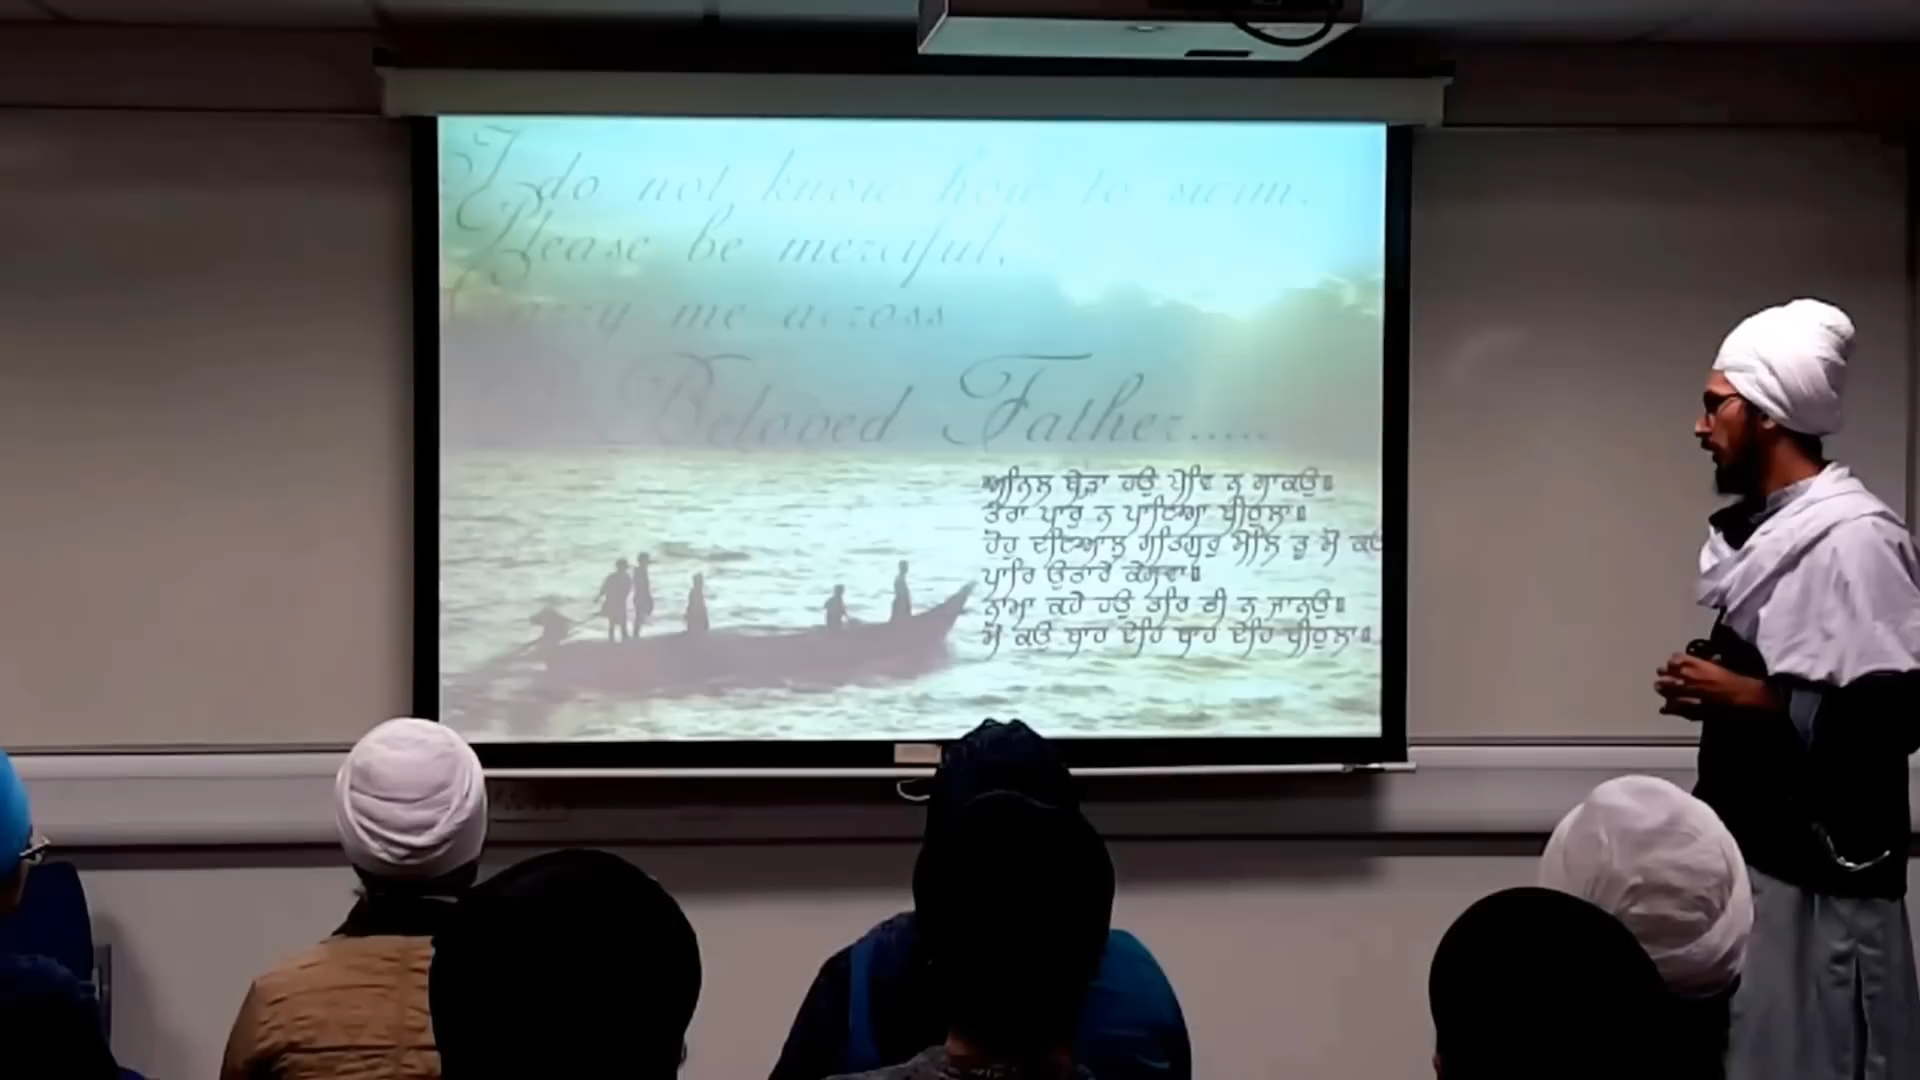 I do not know how to swim.
Please be merciful,
Carry me across
Beloved Father.....
ਅਨਿਲ ਬੇੜਾ ਹਉ ਖੇਵਿ ਨ ਸਾਕਉ॥
ਤੇਰਾ ਪਾਰੁ ਨ ਪਾਇਆ ਬੀਠੁਲਾ॥
ਹੋਹੁ ਦਇਆਲੁ ਸਤਿਗੁਰੁ ਮੇਲਿ ਤੂ ਮੋ ਕਉ
ਪਾਰਿ ਉਤਾਰੇ ਕੇਸਵਾ॥
ਨਾਮਾ ਕਹੈ ਹਉ ਤਰਿ ਭੀ ਨ ਜਾਨਉ॥
ਮੋ ਕਉ ਬਾਹ ਦੇਹਿ ਬਾਹ ਦੇਹਿ ਬੀਠੁਲਾ॥